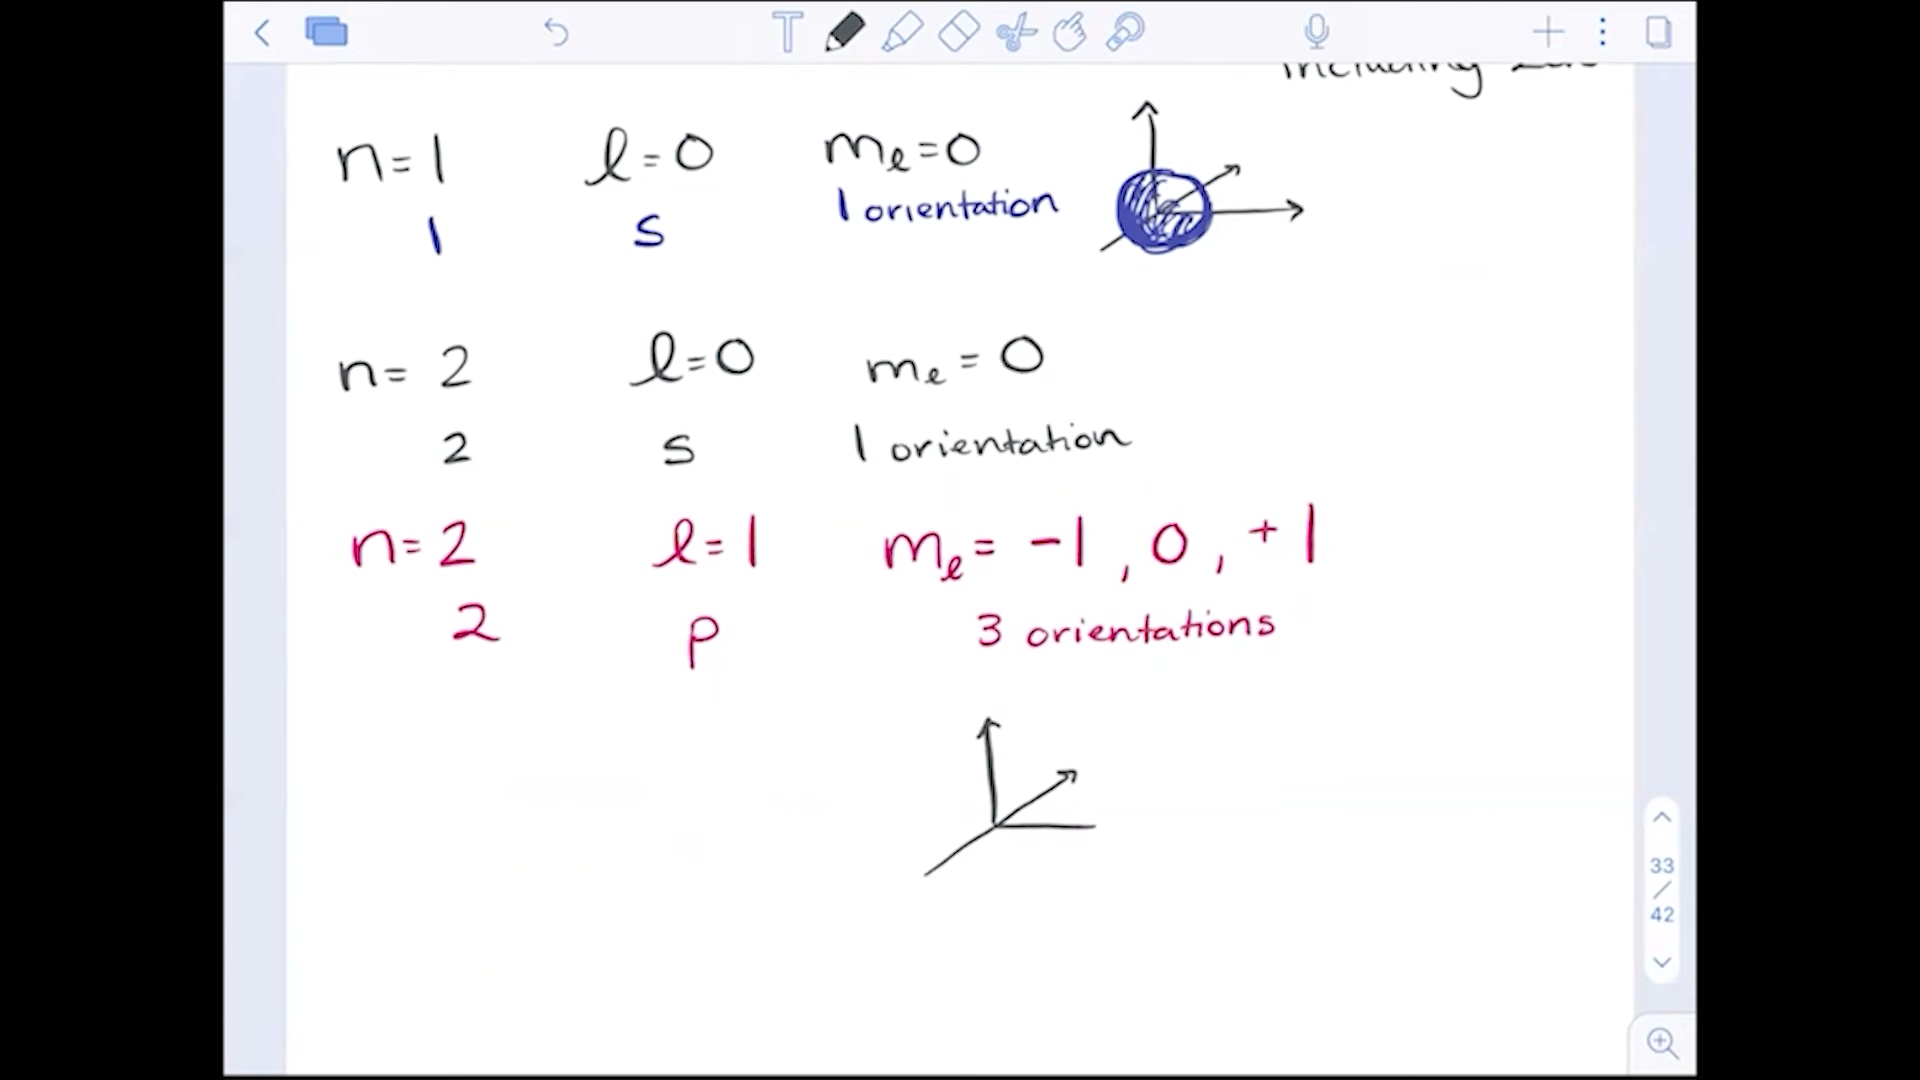 including
n=1 l=0 mₗ=0
1 s 1 orientation
n= 2 l=0 mₗ = 0
2 s 1 orientation
n=2 l=1 mₗ= -1, 0, +1
2 p 3 orientations
33
/
42